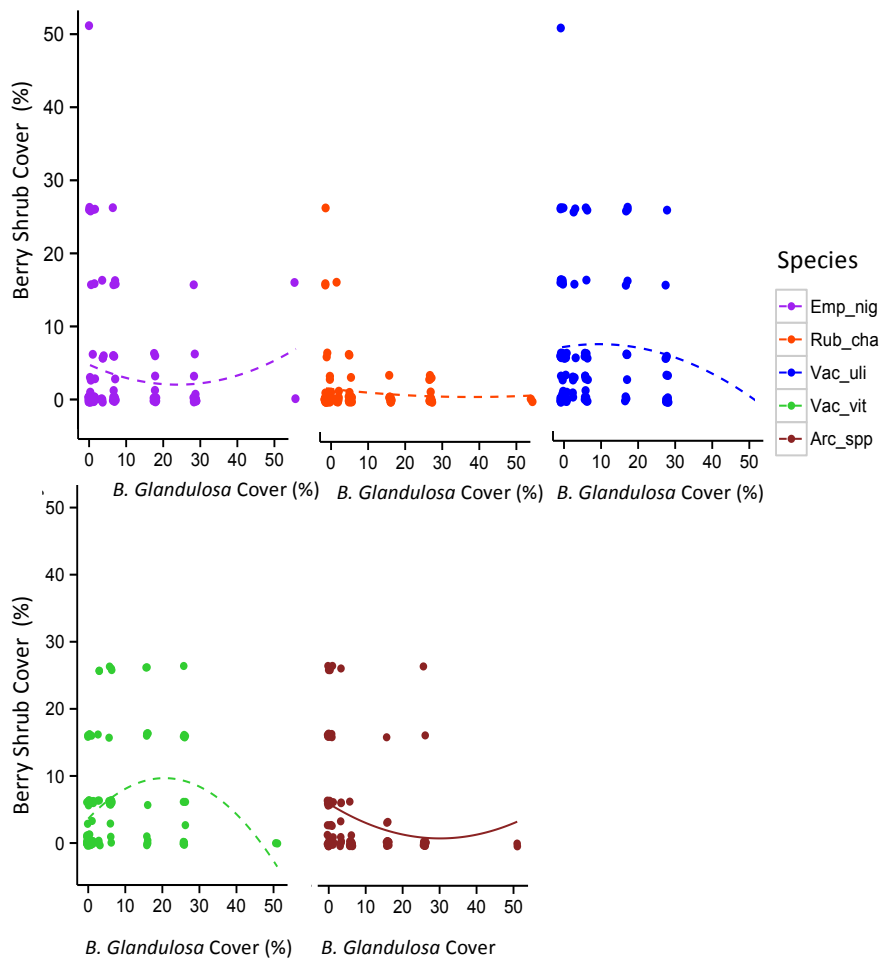 Berry Shrub Cover (%)
50
40
30
20
10
0
0 10 20 30 40 50
B. Glandulosa Cover (%)
0 10 20 30 40 50
B. Glandulosa Cover (%)
0 10 20 30 40 50
B. Glandulosa Cover (%)
Species
Emp_nig
Rub_cha
Vac_uli
Vac_vit
Arc_spp
Berry Shrub Cover (%)
50
40
30
20
10
0
0 10 20 30 40 50
B. Glandulosa Cover (%)
0 10 20 30 40 50
B. Glandulosa Cover